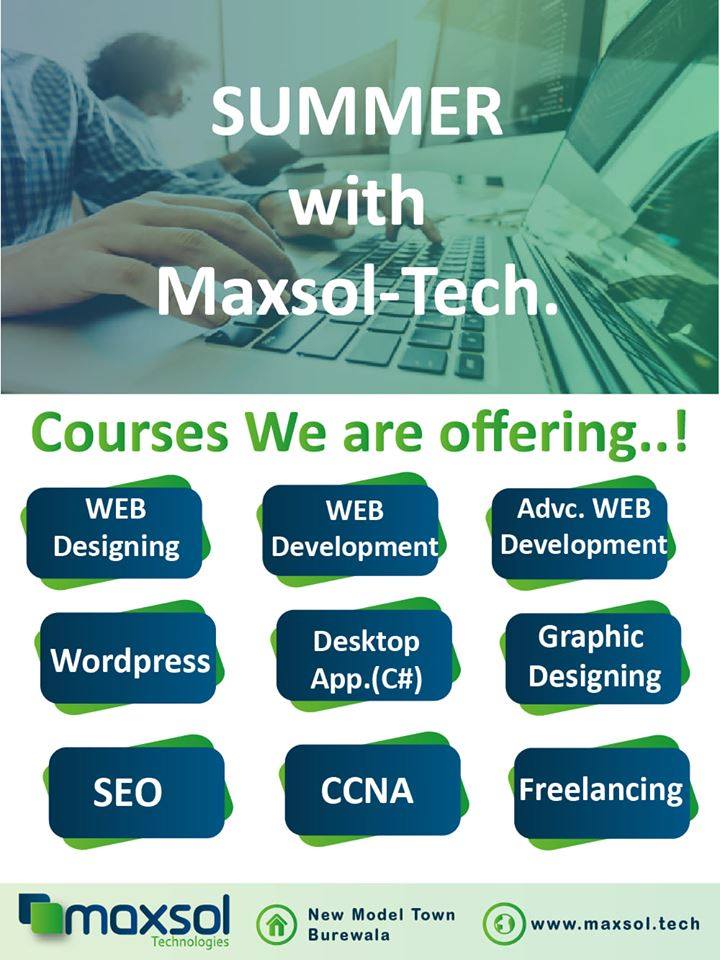 SUMMER
with
Maxsol-Tech.
Courses We are offering..!
WEB
Designing
WEB
Development
Advc. WEB
Development
Wordpress
Desktop
App.(C#)
Graphic
Designing
SEO
CCNA
Freelancing
maxsol
Technologies
New Model Town
Burewala
www.maxsol.tech